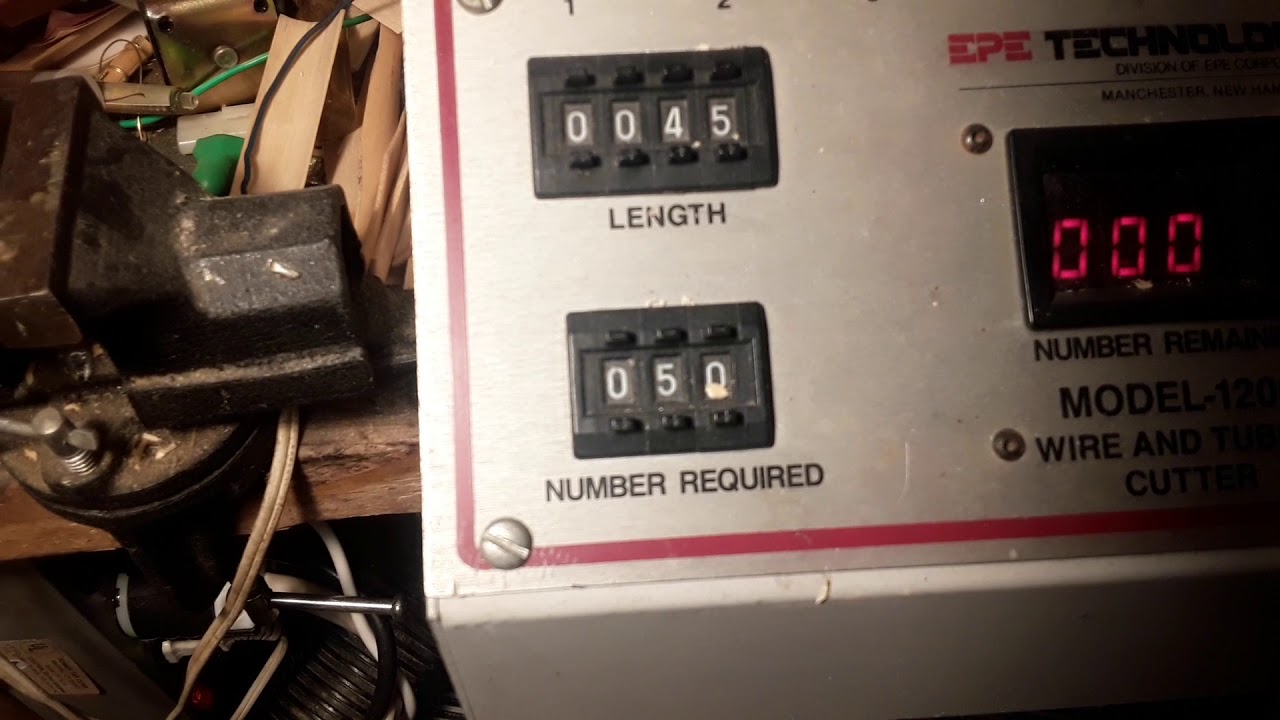 1 2
EPE TECHNOLO
DIVISION OF EPE CORP
MANCHESTER, NEW HAM
0045
LENGTH
000
NUMBER REMAIN
050
NUMBER REQUIRED
MODEL-120
WIRE AND TUB
CUTTER